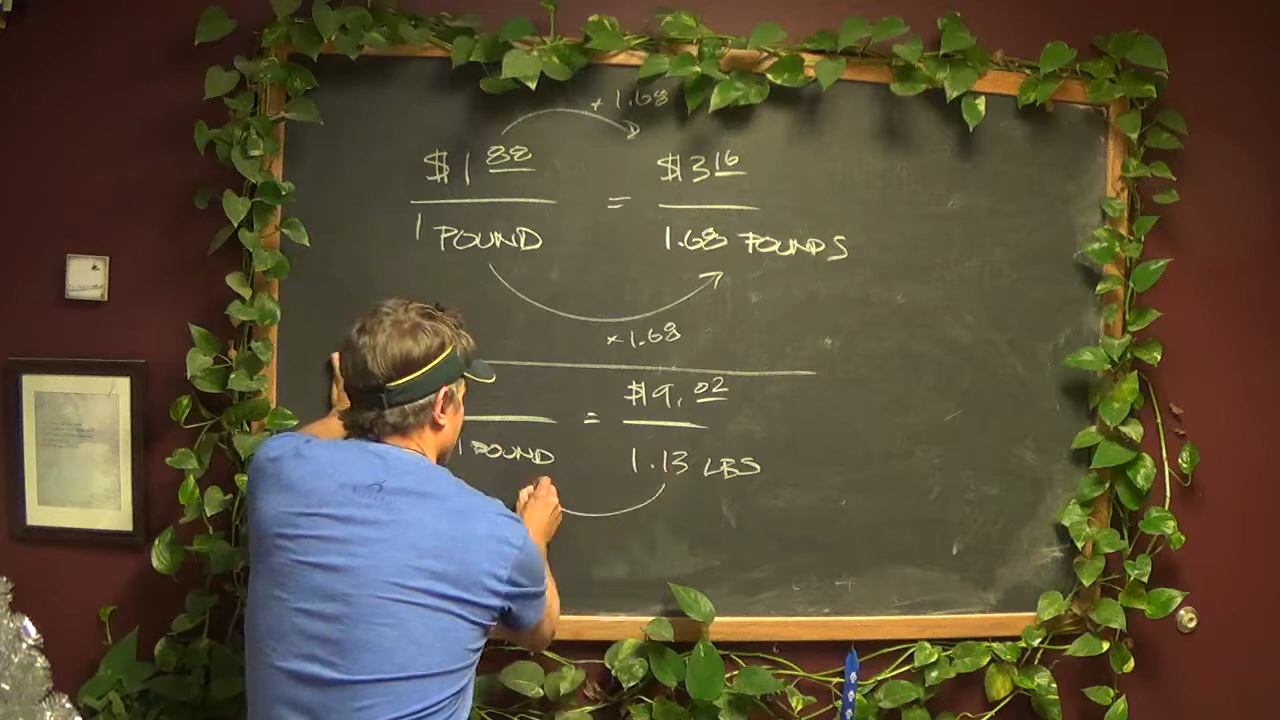 × 1.68
$1 88 = $3 16
1 POUND 1.68 POUNDS
×1.68
= $9.02
1 POUND 1.13 LBS